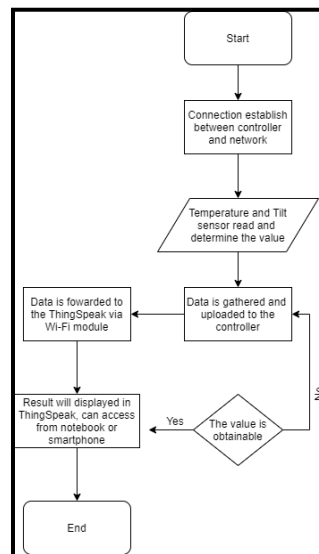 Start
Connection establish
between controller
and network
Temperature and Tilt
sensor read and
determine the value
Data is fowarded to
the ThingSpeak via
Wi-Fi module
Data is gathered and
uploaded to the
controller
Result will displayed in
ThingSpeak, can access
from notebook or
smartphone
Yes
The value is
obtainable
End